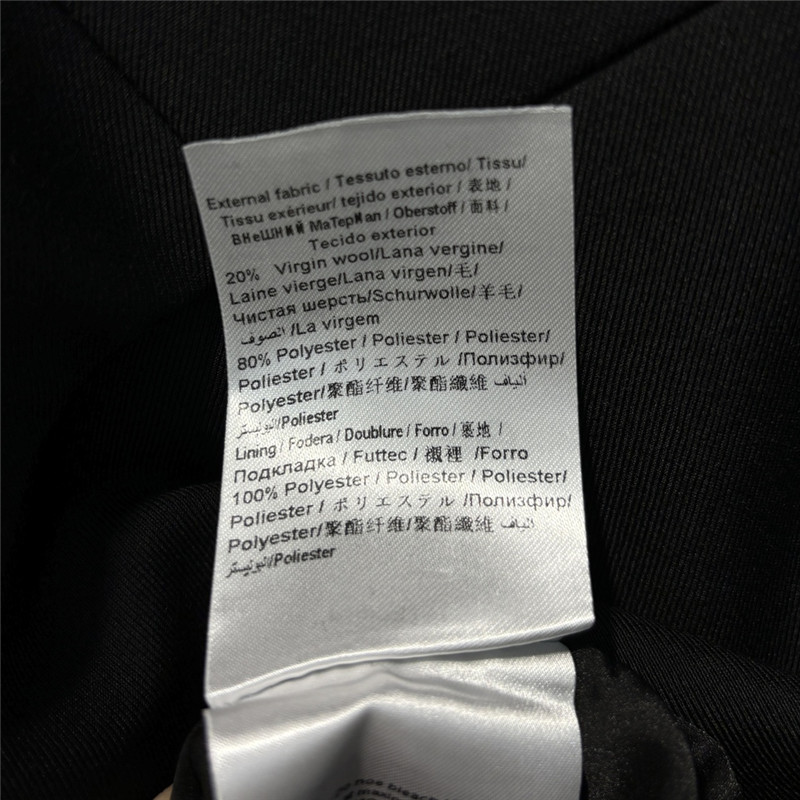 External fabric / Tessuto esterno/ Tissu/
Tissu exérieur/ tejido exterior / 表地 /
ВНеШНИЙ МаТерИал / Oberstoff / 面料 /
Tecido exterior
20% Virgin wool/Lana vergine/
Laine vierge/Lana virgen/毛/
Чистая шерсть/Schurwolle/羊毛/
الصوف /La virgem
80% Polyester / Poliester / Poliester/
Poliester / ポリエステル /Полиэфир/
Polyester/聚酯纤维/聚酯纖維 ألياف
البوليستر/Poliester
Lining / Fodera / Doublure / Forro / 裏地 /
Подкладка / Futtec / 襯裡 /Forro
100% Polyester / Poliester / Poliester/
Poliester / ポリエステル /Полиэфир/
Polyester/聚酯纤维/聚酯纖維 ألياف
البوليستر/Poliester
not bleach